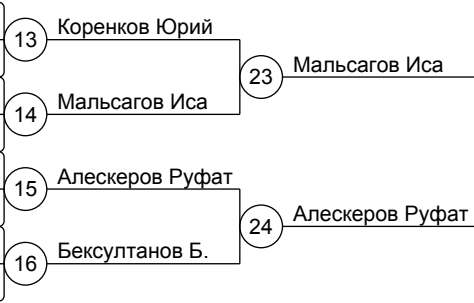 13 Коренков Юрий
23 Мальсагов Иса
14 Мальсагов Иса
15 Алескеров Руфат
24 Алескеров Руфат
16 Бексултанов Б.